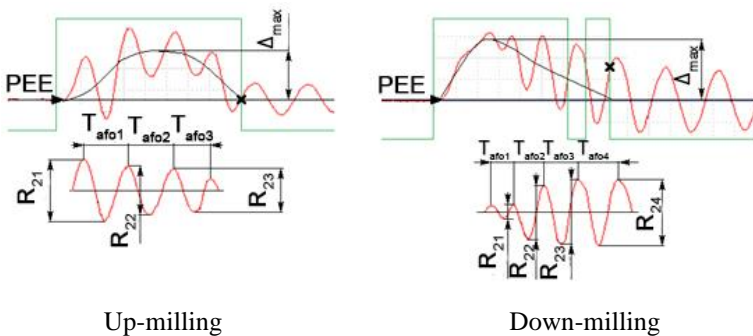 PEE
Δmax
Tafo1 Tafo2 Tafo3
R21
R22
R23
Up-milling
PEE
Δmax
Tafo1 Tafo2 Tafo3 Tafo4
R21
R22
R23
R24
Down-milling